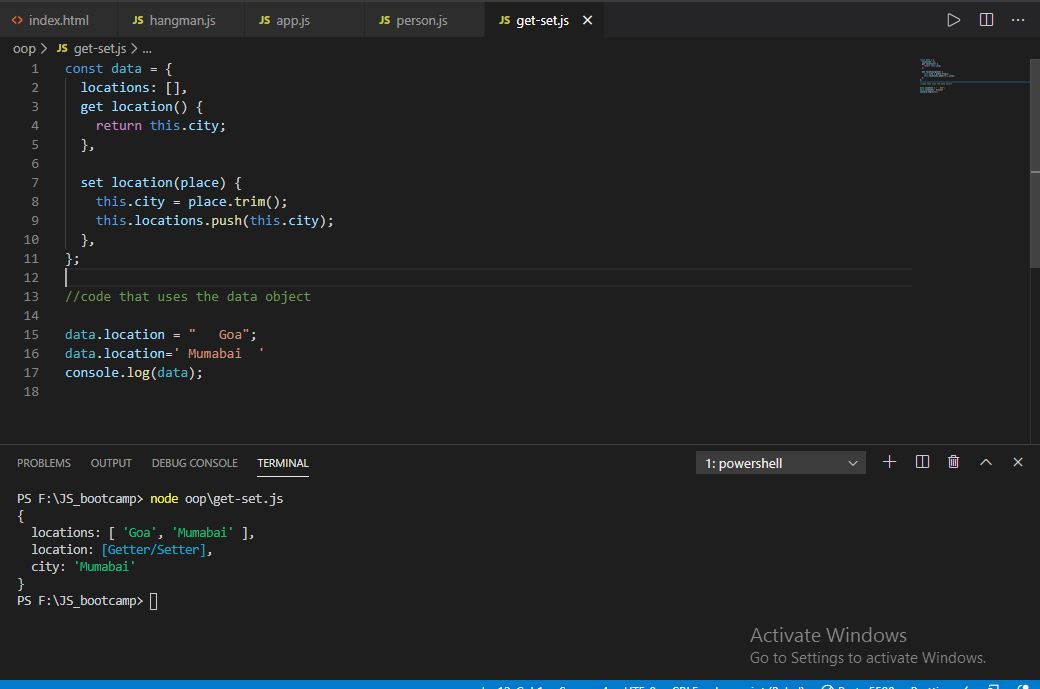 index.html JS hangman.js JS app.js JS person.js JS get-set.js
oop > JS get-set.js > ...
1 const data = {
2 locations: [],
3 get location() {
4 return this.city;
5 },
6
7 set location(place) {
8 this.city = place.trim();
9 this.locations.push(this.city);
10 },
11 };
12
13 //code that uses the data object
14
15 data.location = "   Goa";
16 data.location=' Mumabai  '
17 console.log(data);
18
PROBLEMS OUTPUT DEBUG CONSOLE TERMINAL 1: powershell
PS F:\JS_bootcamp> node oop\get-set.js
{
  locations: [ 'Goa', 'Mumabai' ],
  location: [Getter/Setter],
  city: 'Mumabai'
}
PS F:\JS_bootcamp>
Activate Windows
Go to Settings to activate Windows.